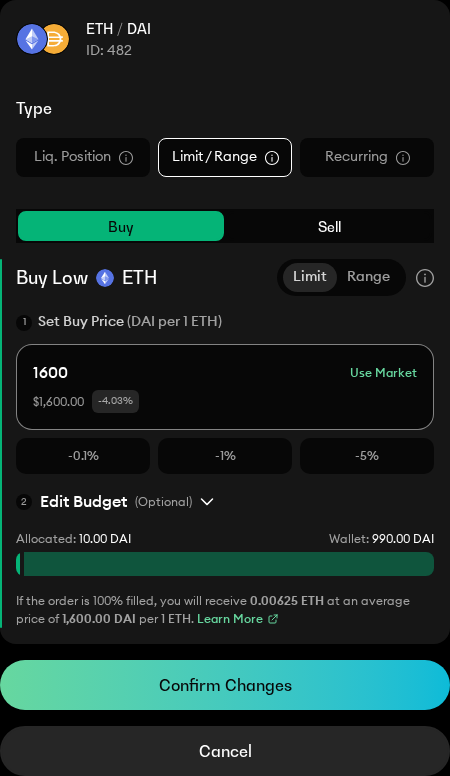 ETH / DAI
ID: 482
Type
Liq. Position
Limit / Range
Recurring
Buy
Sell
Buy Low ETH
Limit
Range
1 Set Buy Price (DAI per 1 ETH)
1600
Use Market
$1,600.00 -4.03%
-0.1%
-1%
-5%
2 Edit Budget (Optional)
Allocated: 10.00 DAI
Wallet: 990.00 DAI
If the order is 100% filled, you will receive 0.00625 ETH at an average
price of 1,600.00 DAI per 1 ETH. Learn More
Confirm Changes
Cancel